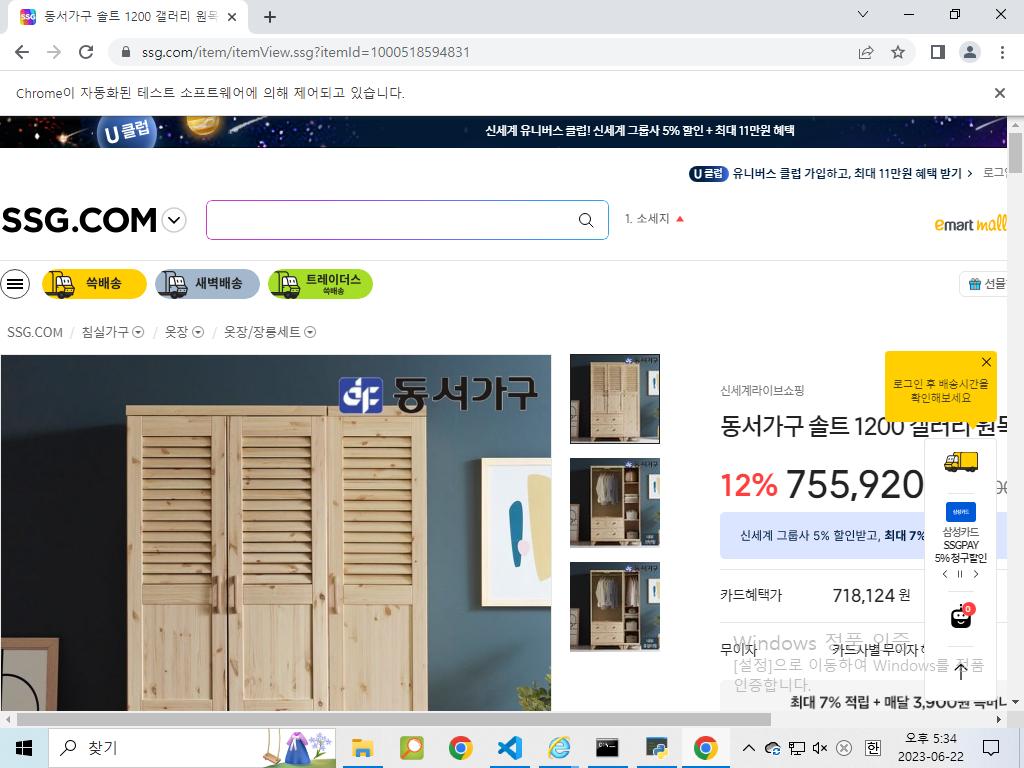 동서가구 솔트 1200 갤러리 원목
ssg.com/item/itemView.ssg?itemId=1000518594831
Chrome이 자동화된 테스트 소프트웨어에 의해 제어되고 있습니다.
U 클럽
신세계 유니버스 클럽! 신세계 그룹사 5% 할인 + 최대 11만원 혜택
U 클럽 유니버스 클럽 가입하고, 최대 11만원 혜택 받기 > 로그인
SSG.COM
1. 소세지
emart mall
쓱배송
새벽배송
트레이더스
쓱배송
선물
SSG.COM / 침실가구 / 옷장 / 옷장/장롱세트
동서가구
신세계라이브쇼핑
로그인 후 배송시간을
확인해보세요
동서가구 솔트 1200 갤러리 원목
12% 755,920
신세계 그룹사 5% 할인받고, 최대 7%
삼성카드
삼성카드
SSGPAY
5% 청구할인
카드혜택가 718,124 원
0
무이자 카드사별 무이자
Windows 정품 인증
[설정]으로 이동하여 Windows를 정품
인증합니다.
최대 7% 적립 + 매달 3,900원
찾기
한
오후 5:34
2023-06-22